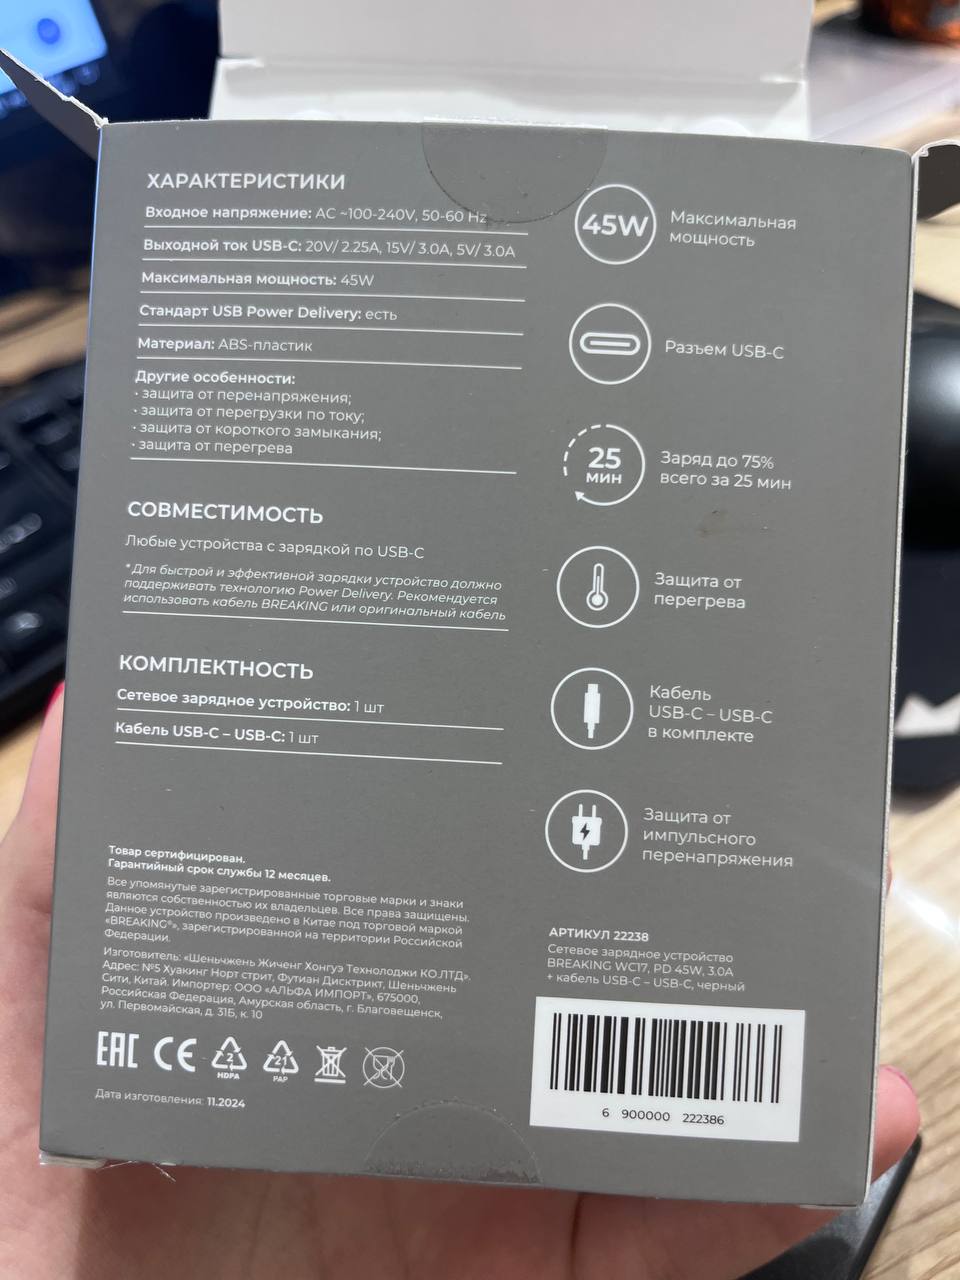 ХАРАКТЕРИСТИКИ
Входное напряжение: AC ~100-240V, 50-60 Hz
Выходной ток USB-C: 20V/ 2.25A, 15V/ 3.0A, 5V/ 3.0A
Максимальная мощность: 45W
Стандарт USB Power Delivery: есть
Материал: ABS-пластик
Другие особенности:
• защита от перенапряжения;
• защита от перегрузки по току;
• защита от короткого замыкания;
• защита от перегрева
СОВМЕСТИМОСТЬ
Любые устройства с зарядкой по USB-C
*Для быстрой и эффективной зарядки устройство должно
поддерживать технологию Power Delivery. Рекомендуется
использовать кабель BREAKING или оригинальный кабель
КОМПЛЕКТНОСТЬ
Сетевое зарядное устройство: 1 шт
Кабель USB-C – USB-C: 1 шт
Товар сертифицирован.
Гарантийный срок службы 12 месяцев.
Все упомянутые зарегистрированные торговые марки и знаки
являются собственностью их владельцев. Все права защищены.
Данное устройство произведено в Китае под торговой маркой
«BREAKING®», зарегистрированной на территории Российской
Федерации.
Изготовитель: «Шеньчжень Жиченг Хонгуэ Технолоджи КО.ЛТД».
Адрес: №5 Хуакинг Норт стрит, Футиан Дисктрикт, Шеньчжень
Сити, Китай. Импортер: ООО «АЛЬФА ИМПОРТ», 675000,
Российская Федерация, Амурская область, г. Благовещенск,
ул. Первомайская, д. 31Б, к. 10
EAC CE 2 HDPA 21 PAP
Дата изготовления: 11.2024
45W
Максимальная
мощность
Разъем USB-C
25
МИН
Заряд до 75%
всего за 25 мин
Защита от
перегрева
Кабель
USB-C – USB-C
в комплекте
Защита от
импульсного
перенапряжения
АРТИКУЛ 22238
Сетевое зарядное устройство
BREAKING WC17, PD 45W, 3.0A
+ кабель USB-C – USB-C, черный
6 900000 222386